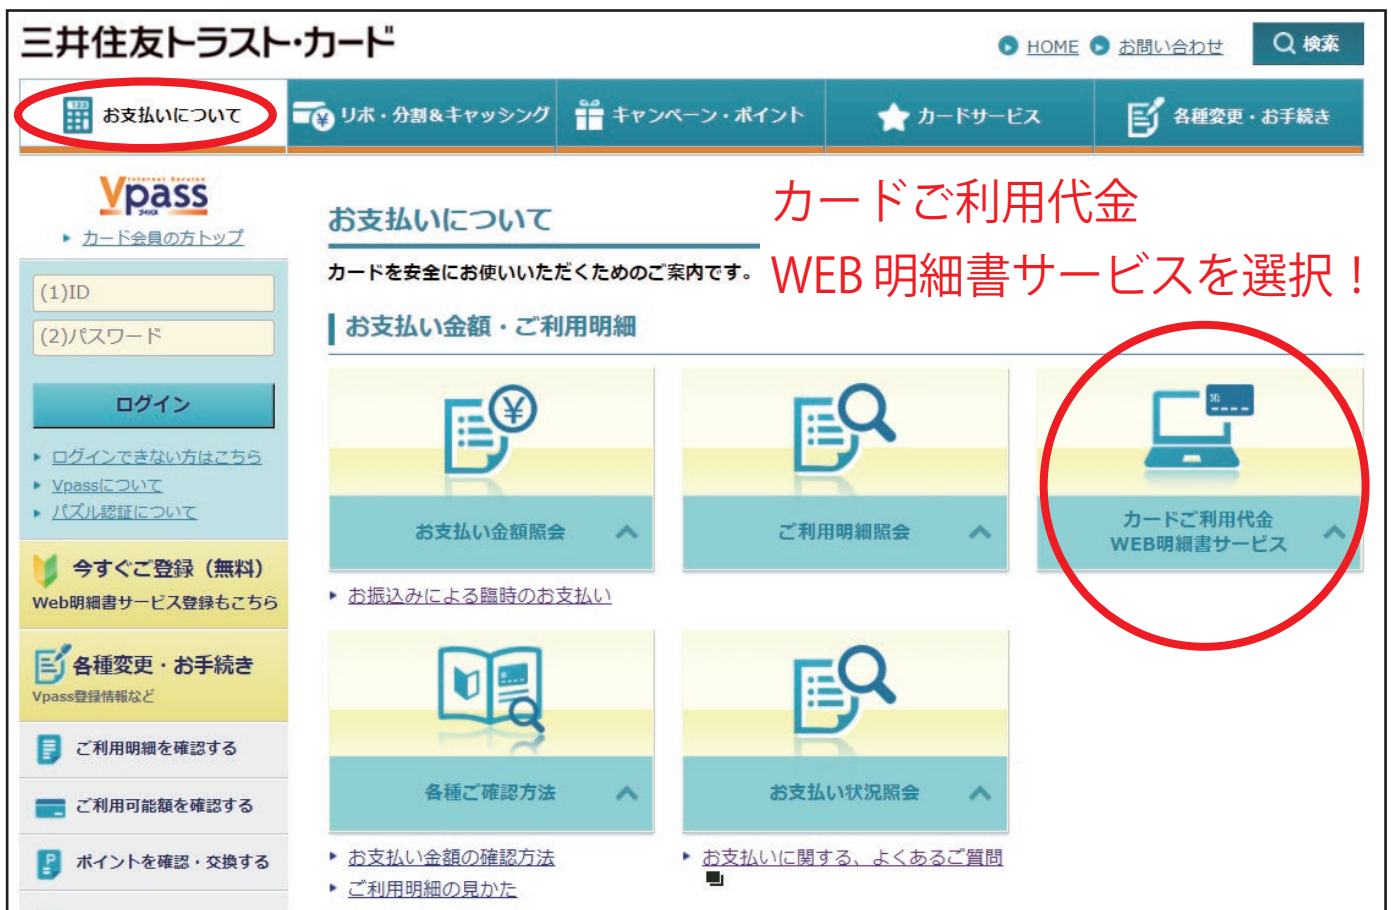 三井住友トラスト・カード
HOME
お問い合わせ
検索
お支払いについて
リボ・分割&キャッシング
キャンペーン・ポイント
カードサービス
各種変更・お手続き
Vpass
カード会員の方トップ
(1)ID
(2)パスワード
ログイン
ログインできない方はこちら
Vpassについて
パズル認証について
今すぐご登録（無料）
Web明細書サービス登録もこちら
各種変更・お手続き
Vpass登録情報など
ご利用明細を確認する
ご利用可能額を確認する
ポイントを確認・交換する
お支払いについて
カードを安全にお使いいただくためのご案内です。
カードご利用代金
WEB 明細書サービスを選択！
お支払い金額・ご利用明細
お支払い金額照会
ご利用明細照会
カードご利用代金
WEB明細書サービス
お振込みによる臨時のお支払い
各種ご確認方法
お支払い状況照会
お支払い金額の確認方法
ご利用明細の見かた
お支払いに関する、よくあるご質問